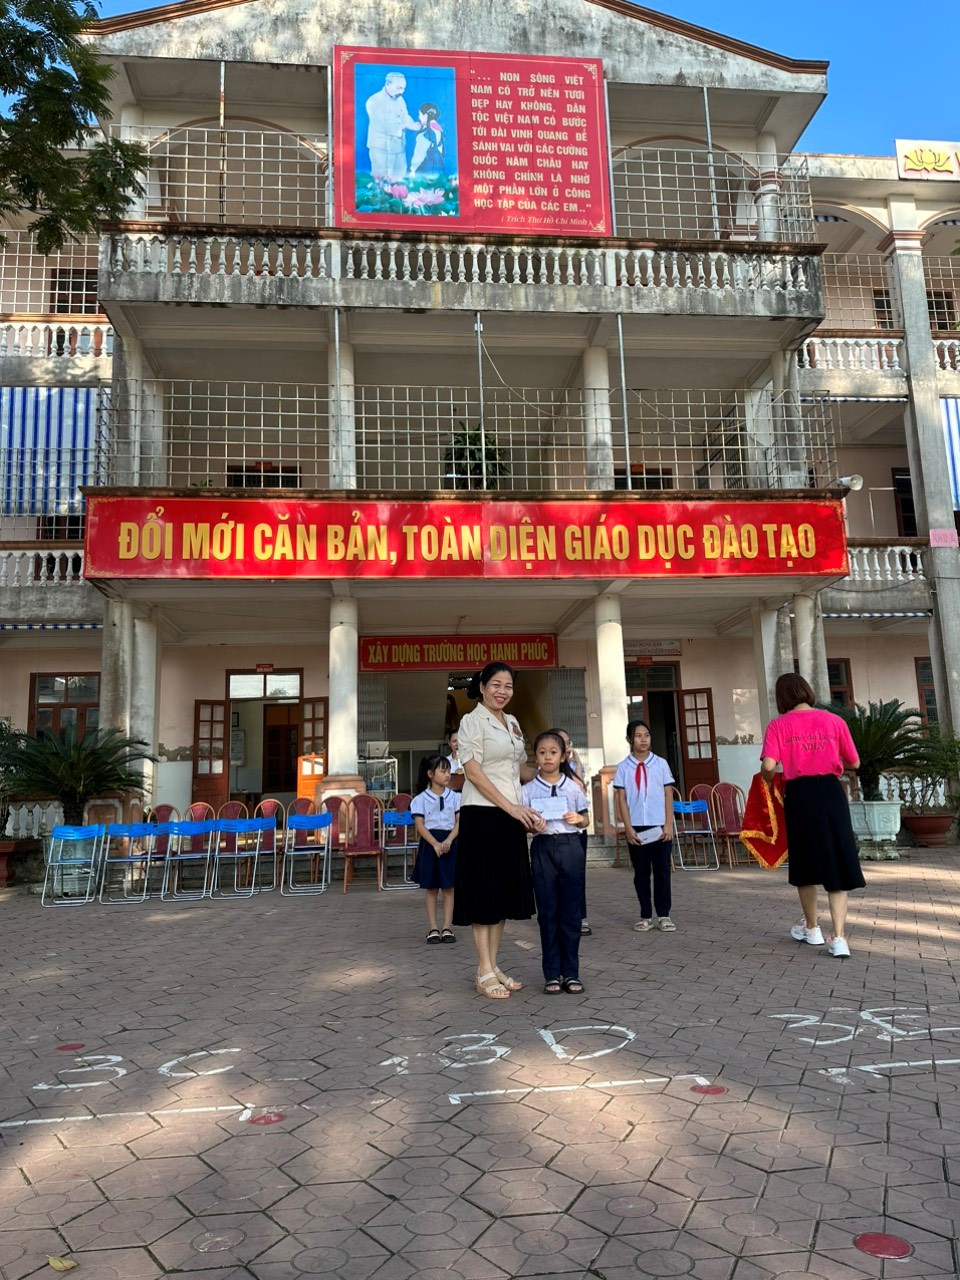 "... NON SÔNG VIỆT
NAM CÓ TRỞ NÊN TƯƠI
ĐẸP HAY KHÔNG, DÂN
TỘC VIỆT NAM CÓ BƯỚC
TỚI ĐÀI VINH QUANG ĐỂ
SÁNH VAI VỚI CÁC CƯỜNG
QUỐC NĂM CHÂU HAY
KHÔNG CHÍNH LÀ NHỜ
MỘT PHẦN LỚN Ở CÔNG
HỌC TẬP CỦA CÁC EM.."
( Trích Thư Hồ Chí Minh )
ĐỔI MỚI CĂN BẢN, TOÀN DIỆN GIÁO DỤC ĐÀO TẠO
XÂY DỰNG TRƯỜNG HỌC HẠNH PHÚC
3C
3D
3E